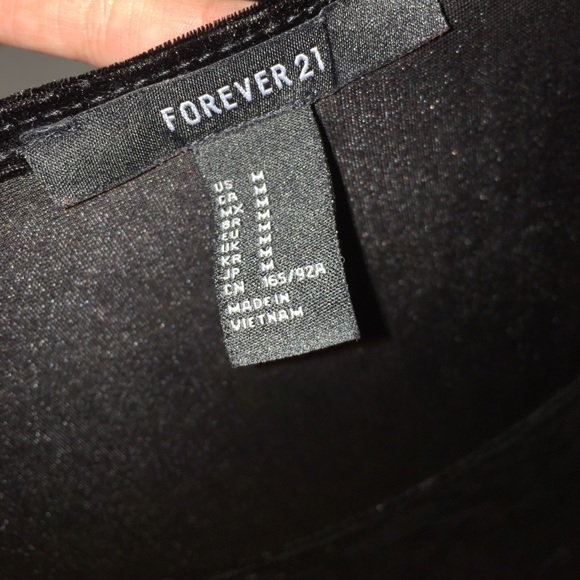 FOREVER 21
US M
CA M
MX M
BR M
EU M
UK M
KR M
JP M
CN 165/92A
MADE IN
VIETNAM